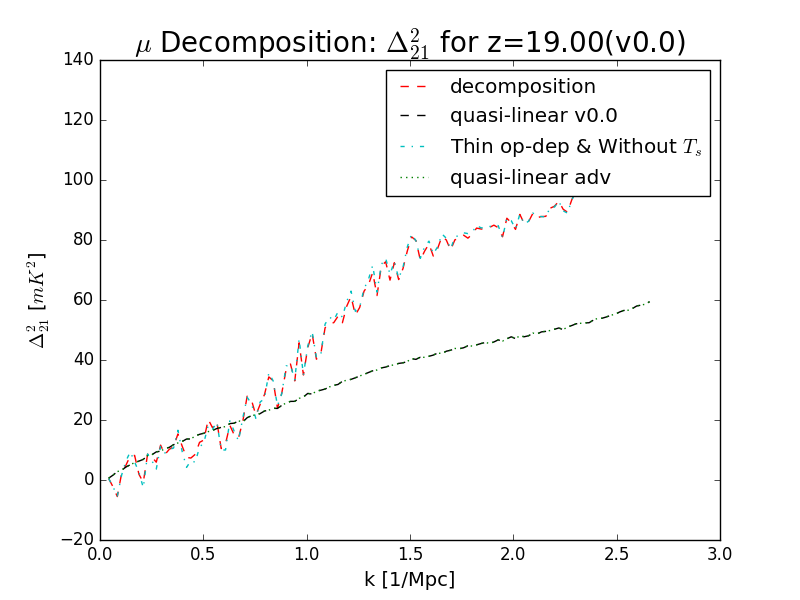 μ Decomposition: Δ²₂₁ for z=19.00(v0.0)
140
120
100
80
60
40
20
0
−20
Δ²₂₁ [mK²]
decomposition
quasi-linear v0.0
Thin op-dep & Without Tₛ
quasi-linear adv
0.0 0.5 1.0 1.5 2.0 2.5 3.0
k [1/Mpc]